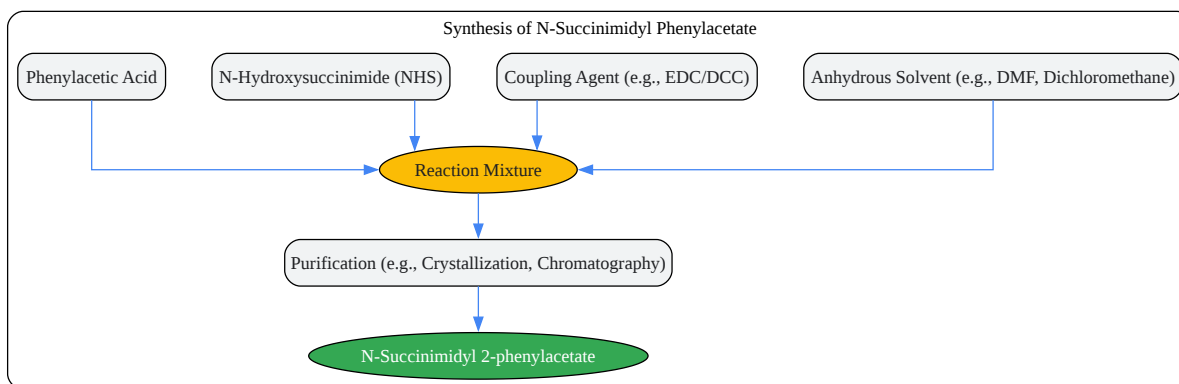 Synthesis of N-Succinimidyl Phenylacetate
Phenylacetic Acid
N-Hydroxysuccinimide (NHS)
Coupling Agent (e.g., EDC/DCC)
Anhydrous Solvent (e.g., DMF, Dichloromethane)
Reaction Mixture
Purification (e.g., Crystallization, Chromatography)
N-Succinimidyl 2-phenylacetate